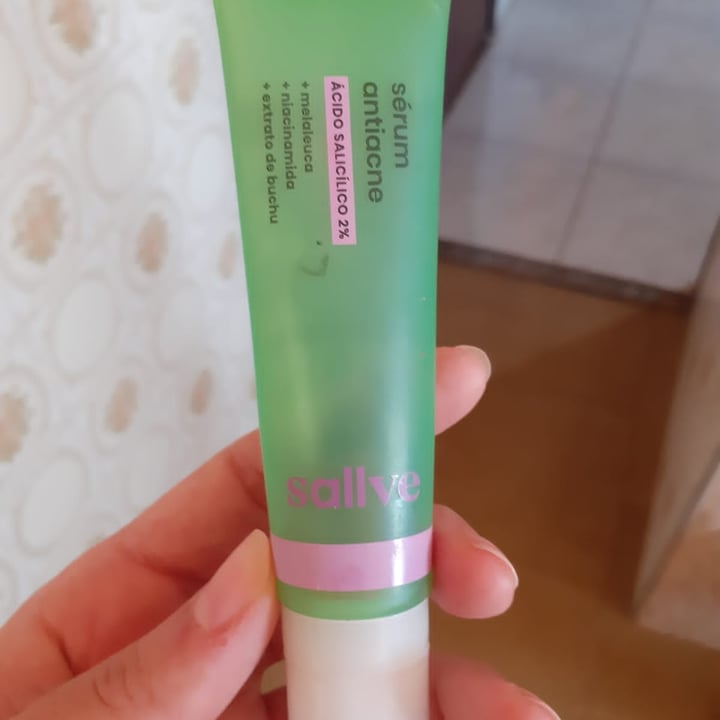 sérum
antiacne
ÁCIDO SALICÍLICO 2%
+ melaleuca
+ niacinamida
+ extrato de buchu
sallve